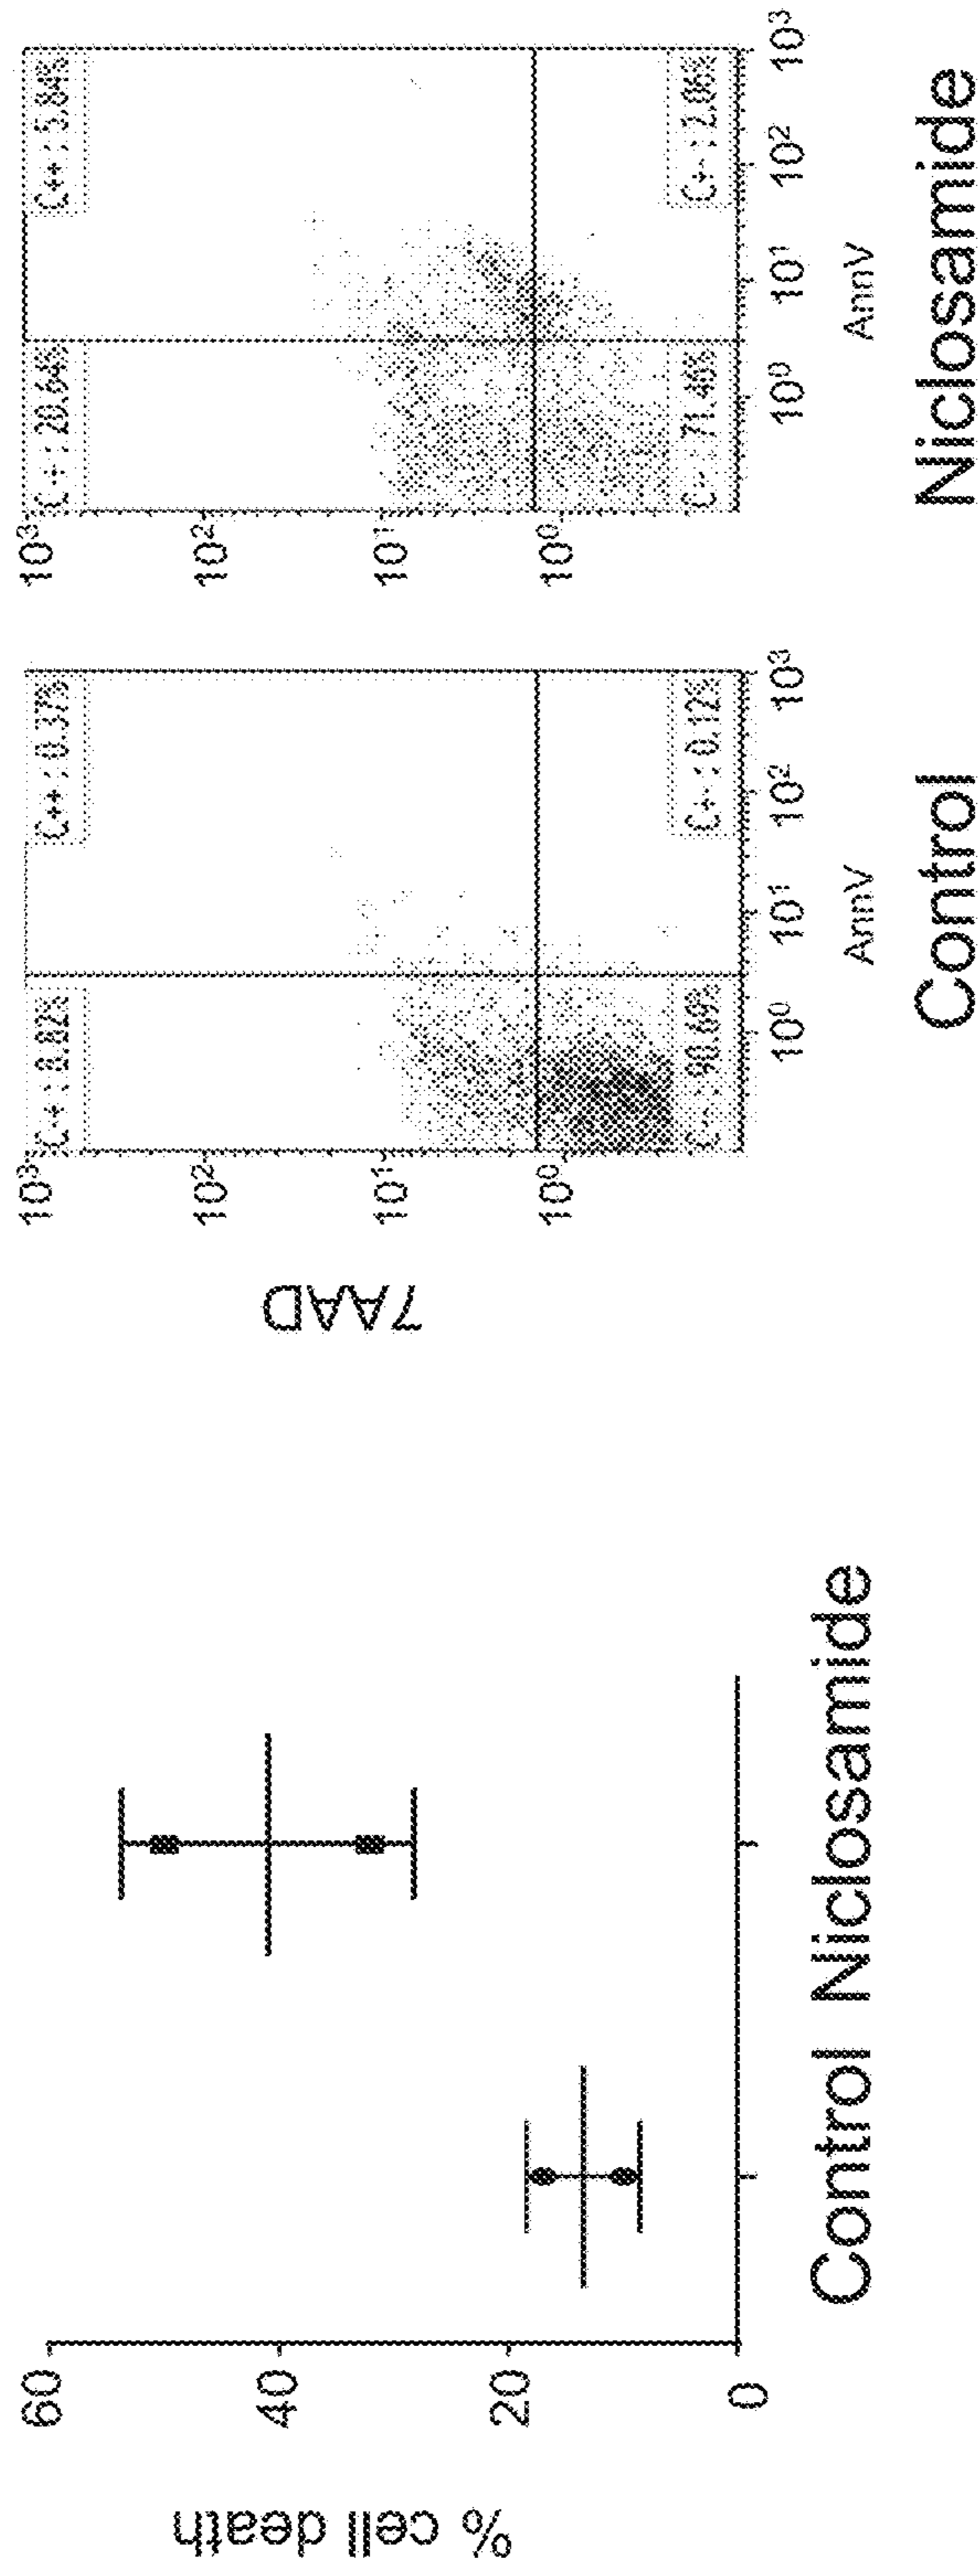 % cell death
60
40
20
0
Control Niclosamide
7AAD
10³
10²
10¹
10⁰
C-+ : 8.82%
C++ : 0.37%
C-- : 90.69%
C+- : 0.12%
10⁰ 10¹ 10² 10³
AnnV
Control
10³
10²
10¹
10⁰
C-+ : 20.64%
C++ : 5.84%
C-- : 71.46%
C+- : 2.06%
10⁰ 10¹ 10² 10³
AnnV
Niclosamide